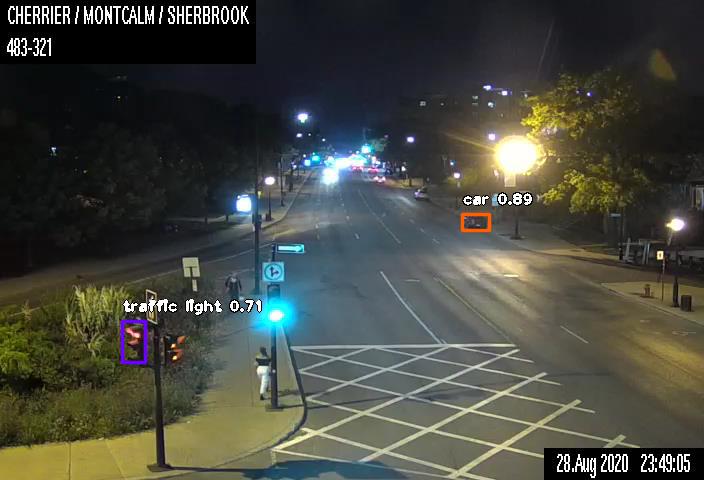 CHERRIER / MONTCALM / SHERBROOK
483-321
car 0.89
traffic light 0.71
28.Aug 2020 23:49:05